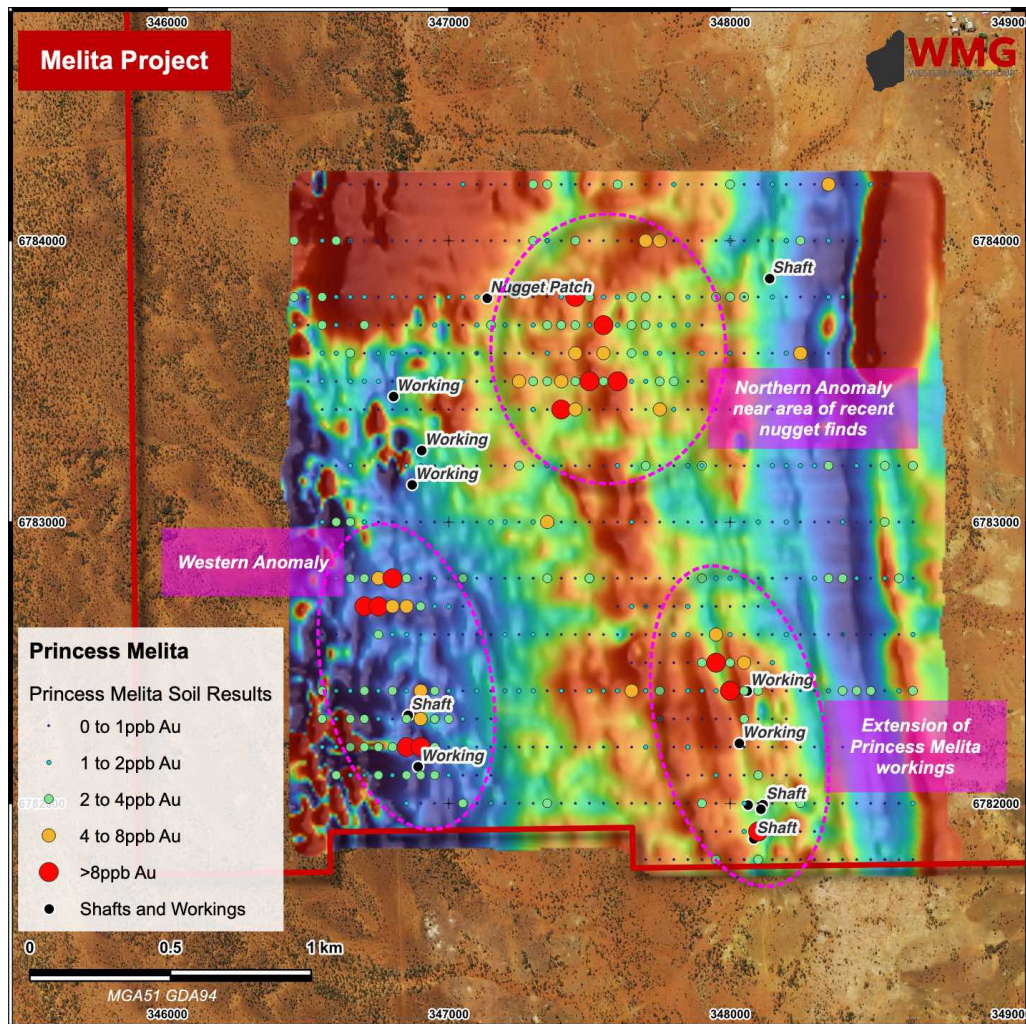 346000
347000
348000
349000
Melita Project
WMG
WESTERN MINES GROUP
6784000
6784000
Shaft
Nugget Patch
Working
Northern Anomaly
near area of recent
nugget finds
Working
Working
6783000
6783000
Western Anomaly
Princess Melita
Princess Melita Soil Results
0 to 1ppb Au
1 to 2ppb Au
2 to 4ppb Au
4 to 8ppb Au
>8ppb Au
Shafts and Workings
Working
Shaft
Working
Working
Extension of
Princess Melita
workings
Shaft
Shaft
6782000
6782000
0
0.5
1 km
MGA51 GDA94
346000
347000
348000
349000